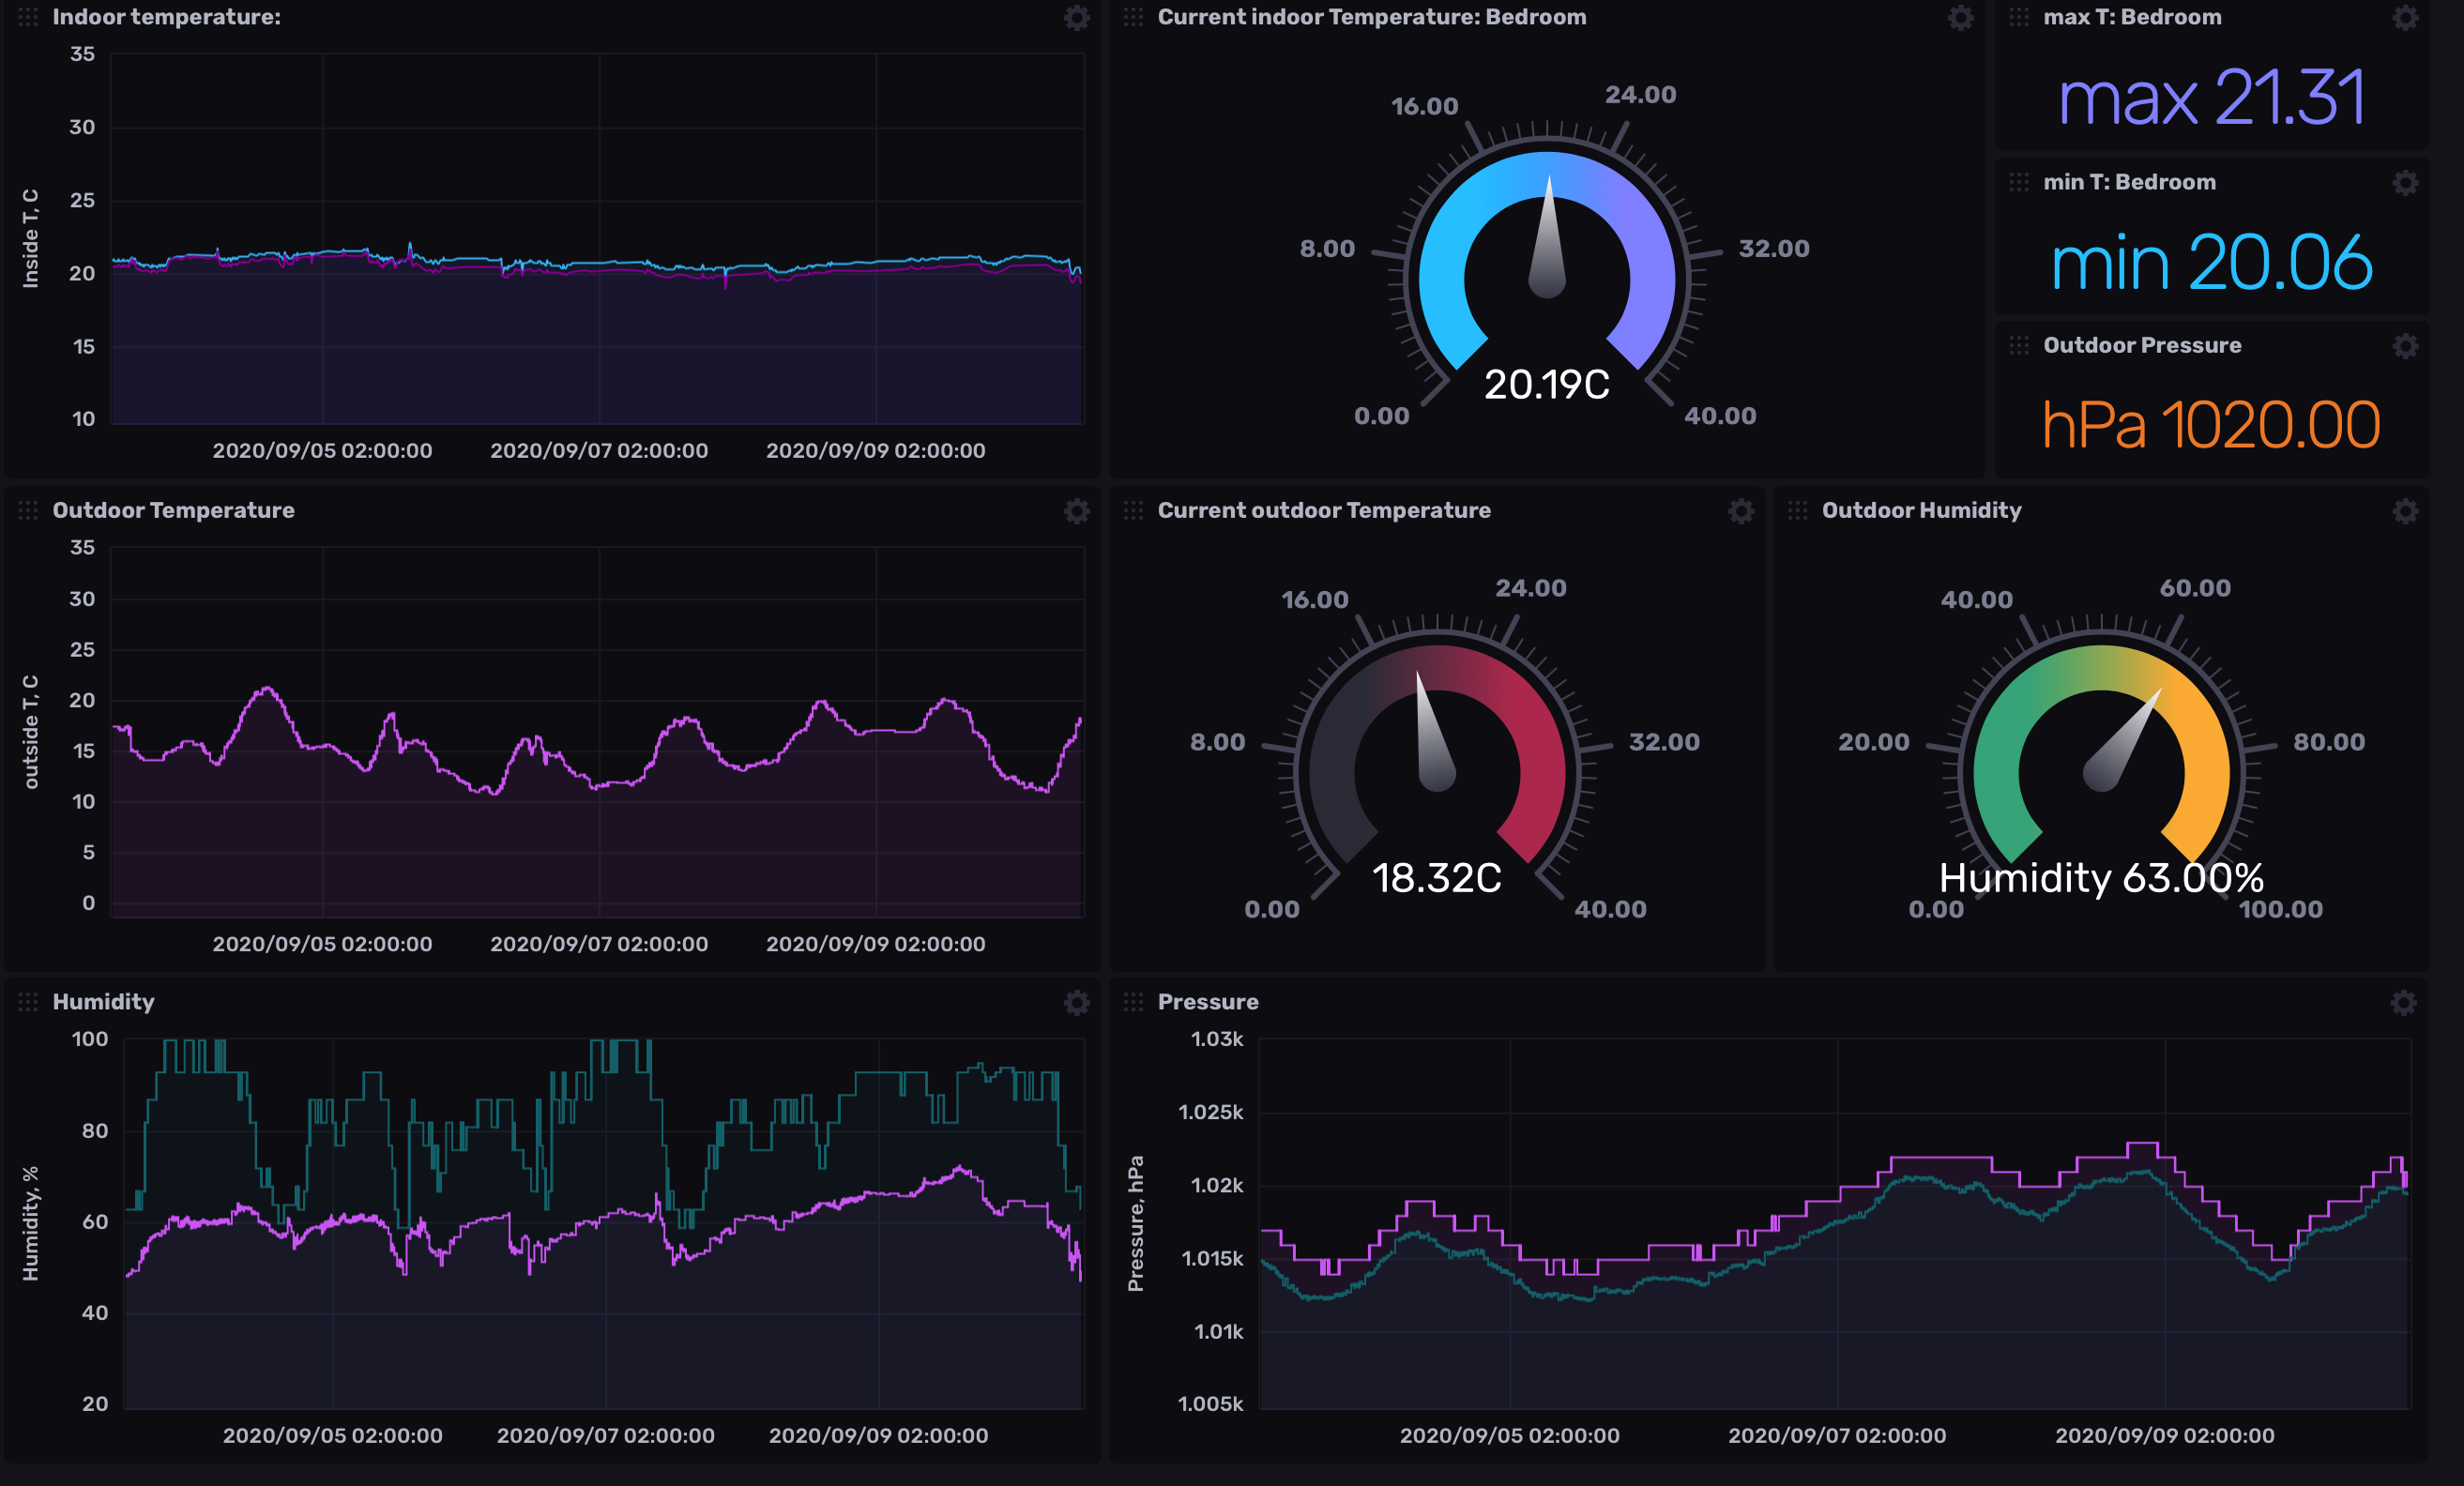 Indoor temperature:
35
30
25
20
15
10
Inside T, C
2020/09/05 02:00:00
2020/09/07 02:00:00
2020/09/09 02:00:00
Current indoor Temperature: Bedroom
0.00
8.00
16.00
24.00
32.00
40.00
20.19C
max T: Bedroom
max 21.31
min T: Bedroom
min 20.06
Outdoor Pressure
hPa 1020.00
Outdoor Temperature
35
30
25
20
15
10
5
0
outside T, C
2020/09/05 02:00:00
2020/09/07 02:00:00
2020/09/09 02:00:00
Current outdoor Temperature
0.00
8.00
16.00
24.00
32.00
40.00
18.32C
Outdoor Humidity
0.00
20.00
40.00
60.00
80.00
100.00
Humidity 63.00%
Humidity
100
80
60
40
20
Humidity, %
2020/09/05 02:00:00
2020/09/07 02:00:00
2020/09/09 02:00:00
Pressure
1.03k
1.025k
1.02k
1.015k
1.01k
1.005k
Pressure, hPa
2020/09/05 02:00:00
2020/09/07 02:00:00
2020/09/09 02:00:00